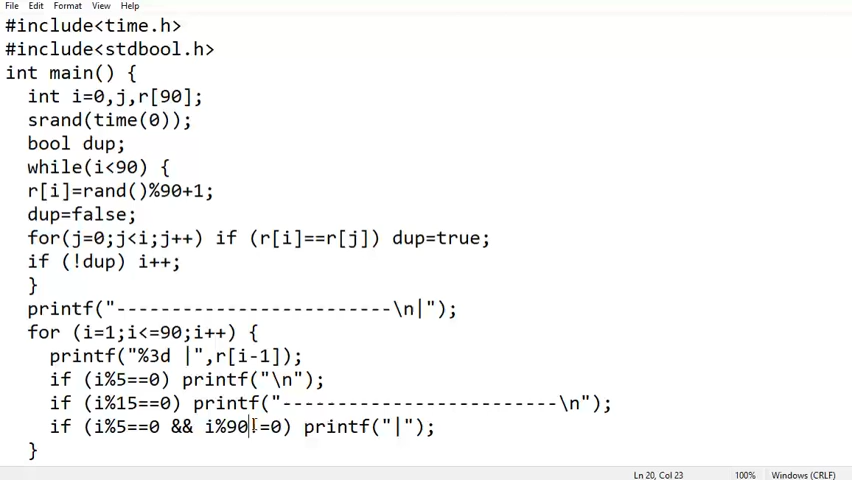 File Edit Format View Help
#include<time.h>
#include<stdbool.h>
int main() {
int i=0,j,r[90];
srand(time(0));
bool dup;
while(i<90) {
r[i]=rand()%90+1;
dup=false;
for(j=0;j<i;j++) if (r[i]==r[j]) dup=true;
if (!dup) i++;
}
printf("-------------------------\n|");
for (i=1;i<=90;i++) {
printf("%3d |",r[i-1]);
if (i%5==0) printf("\n");
if (i%15==0) printf("-------------------------\n");
if (i%5==0 && i%90!=0) printf("|");
}
Ln 20, Col 23 100% Windows (CRLF)